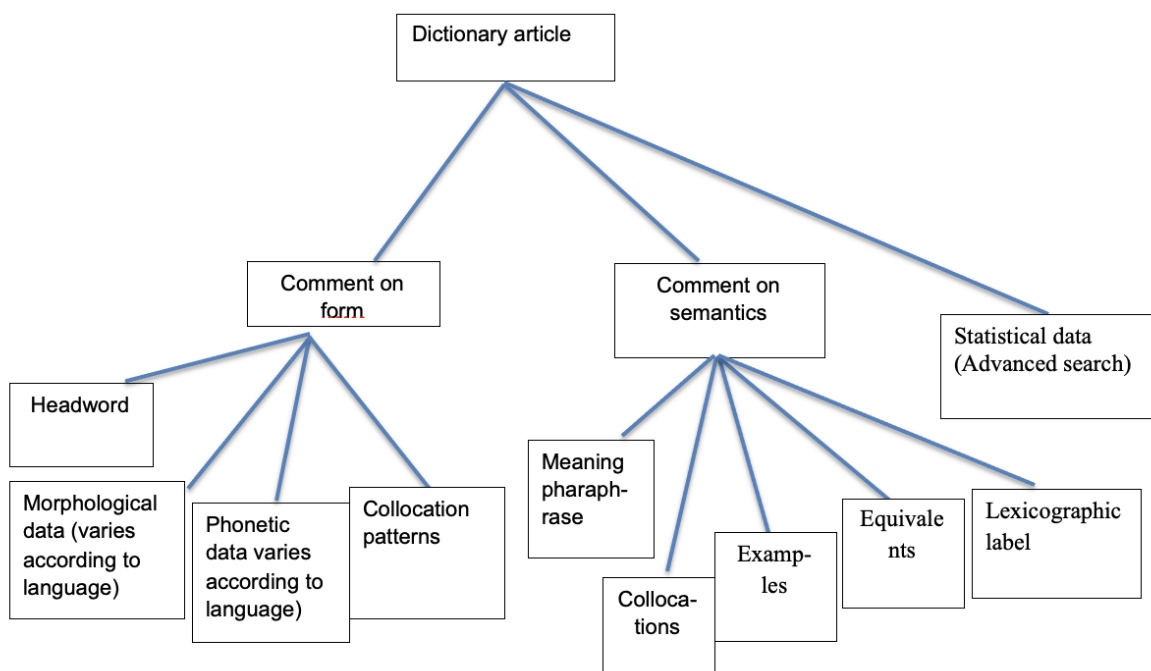 Dictionary article
Comment on
form
Comment on
semantics
Statistical data
(Advanced search)
Headword
Morphological
data (varies
according to
language)
Phonetic
data varies
according to
language)
Collocation
patterns
Meaning
pharaph-
rase
Colloca-
tions
Examp-
les
Equivale
nts
Lexicographic
label